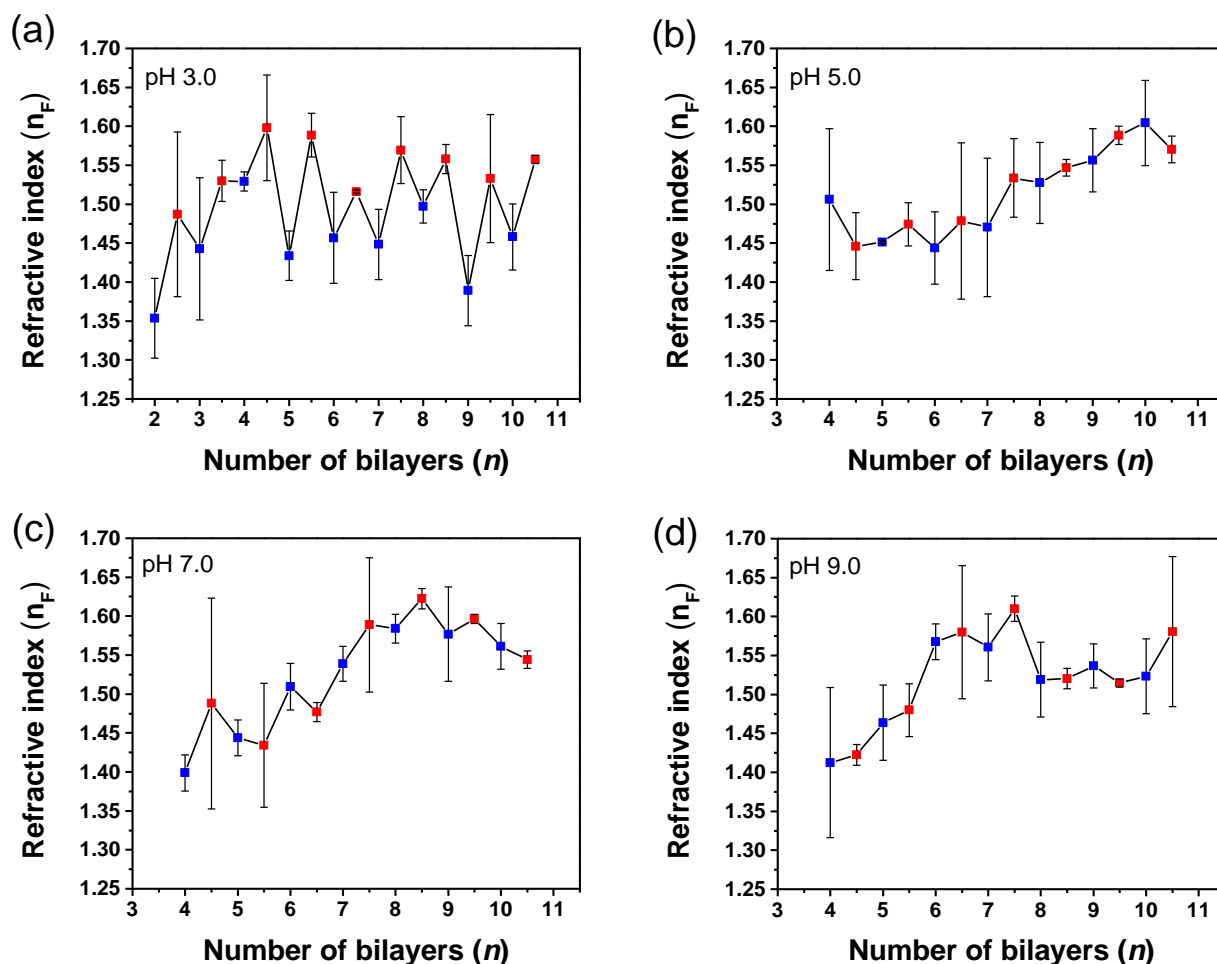 (a)
pH 3.0
Refractive index (n_F)
1.70
1.65
1.60
1.55
1.50
1.45
1.40
1.35
1.30
1.25
2 3 4 5 6 7 8 9 10 11
Number of bilayers (n)
(b)
pH 5.0
Refractive index (n_F)
1.70
1.65
1.60
1.55
1.50
1.45
1.40
1.35
1.30
1.25
3 4 5 6 7 8 9 10 11
Number of bilayers (n)
(c)
pH 7.0
Refractive index (n_F)
1.70
1.65
1.60
1.55
1.50
1.45
1.40
1.35
1.30
1.25
3 4 5 6 7 8 9 10 11
Number of bilayers (n)
(d)
pH 9.0
Refractive index (n_F)
1.70
1.65
1.60
1.55
1.50
1.45
1.40
1.35
1.30
1.25
3 4 5 6 7 8 9 10 11
Number of bilayers (n)